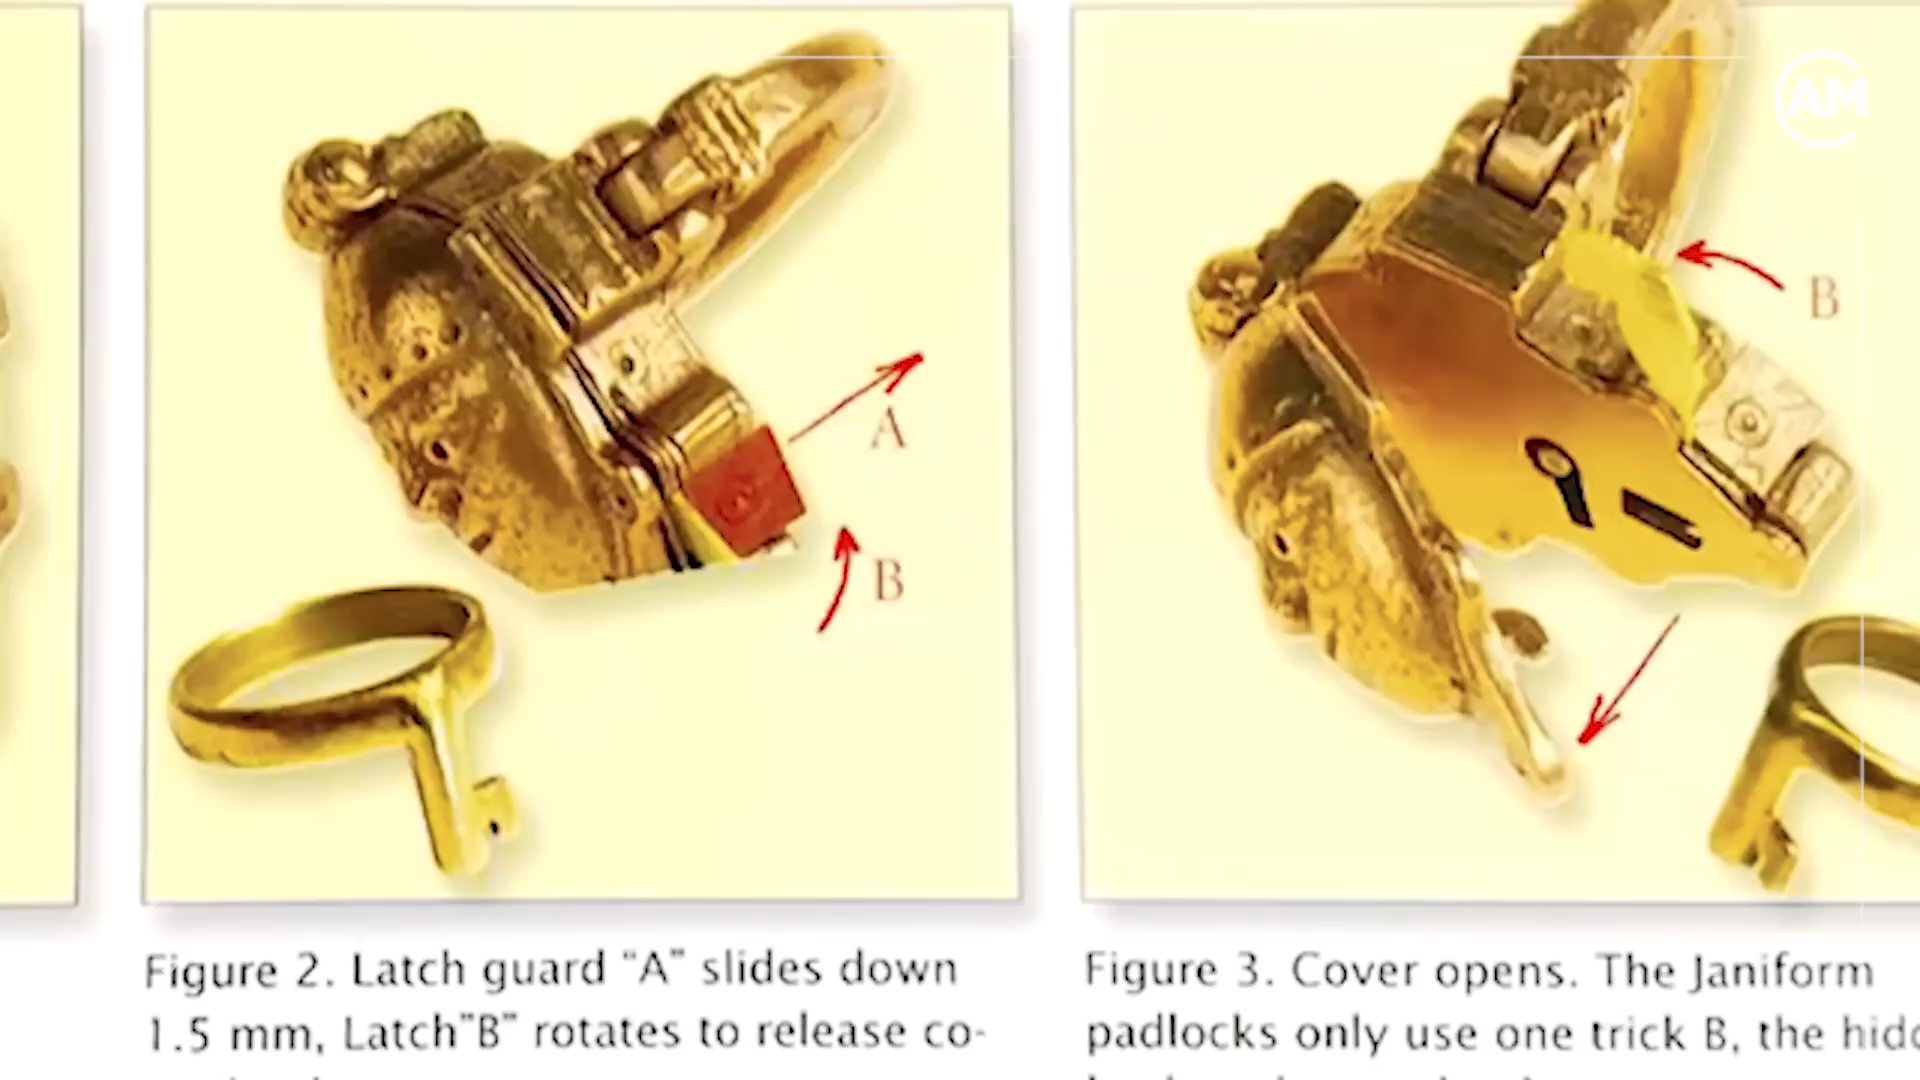 AM
B
A
B
Figure 2. Latch guard “A” slides down
1.5 mm, Latch”B” rotates to release co-
Figure 3. Cover opens. The Janiform
padlocks only use one trick B, the